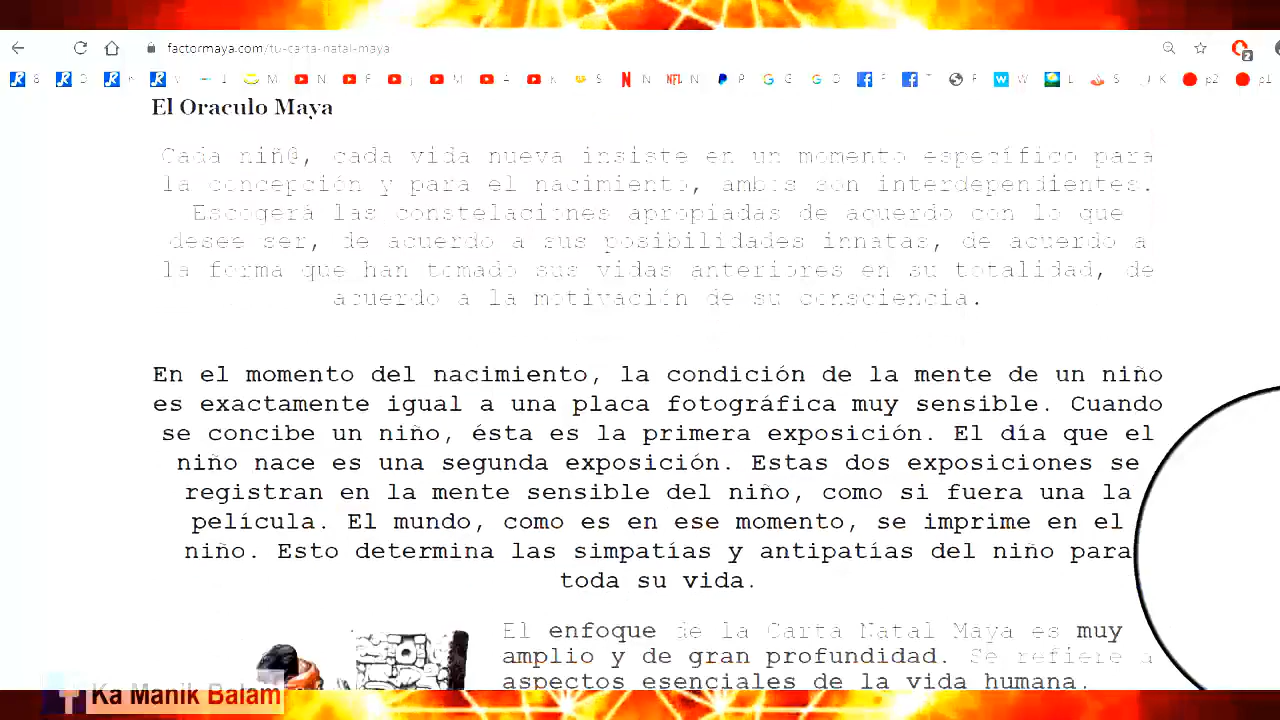 factormaya.com/tu-carta-natal-maya
El Oraculo Maya
Cada niñ@, cada vida nueva insiste en un momento específico para
la concepción y para el nacimiento, ambos son interdependientes.
Escogerá las constelaciones apropiadas de acuerdo con lo que
desee ser, de acuerdo a sus posibilidades innatas, de acuerdo a
la forma que han tomado sus vidas anteriores en su totalidad, de
acuerdo a la motivación de su consciencia.
En el momento del nacimiento, la condición de la mente de un niño
es exactamente igual a una placa fotográfica muy sensible. Cuando
se concibe un niño, ésta es la primera exposición. El día que el
niño nace es una segunda exposición. Estas dos exposiciones se
registran en la mente sensible del niño, como si fuera una la
película. El mundo, como es en ese momento, se imprime en el
niño. Esto determina las simpatías y antipatías del niño para
toda su vida.
El enfoque de la Carta Natal Maya es muy
amplio y de gran profundidad. Se refiere a
aspectos esenciales de la vida humana.
Ka Manik Balam